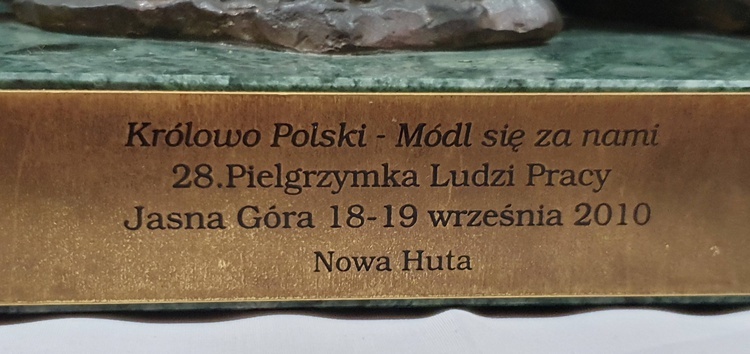 Królowo Polski - Módl się za nami
28.Pielgrzymka Ludzi Pracy
Jasna Góra 18-19 września 2010
Nowa Huta